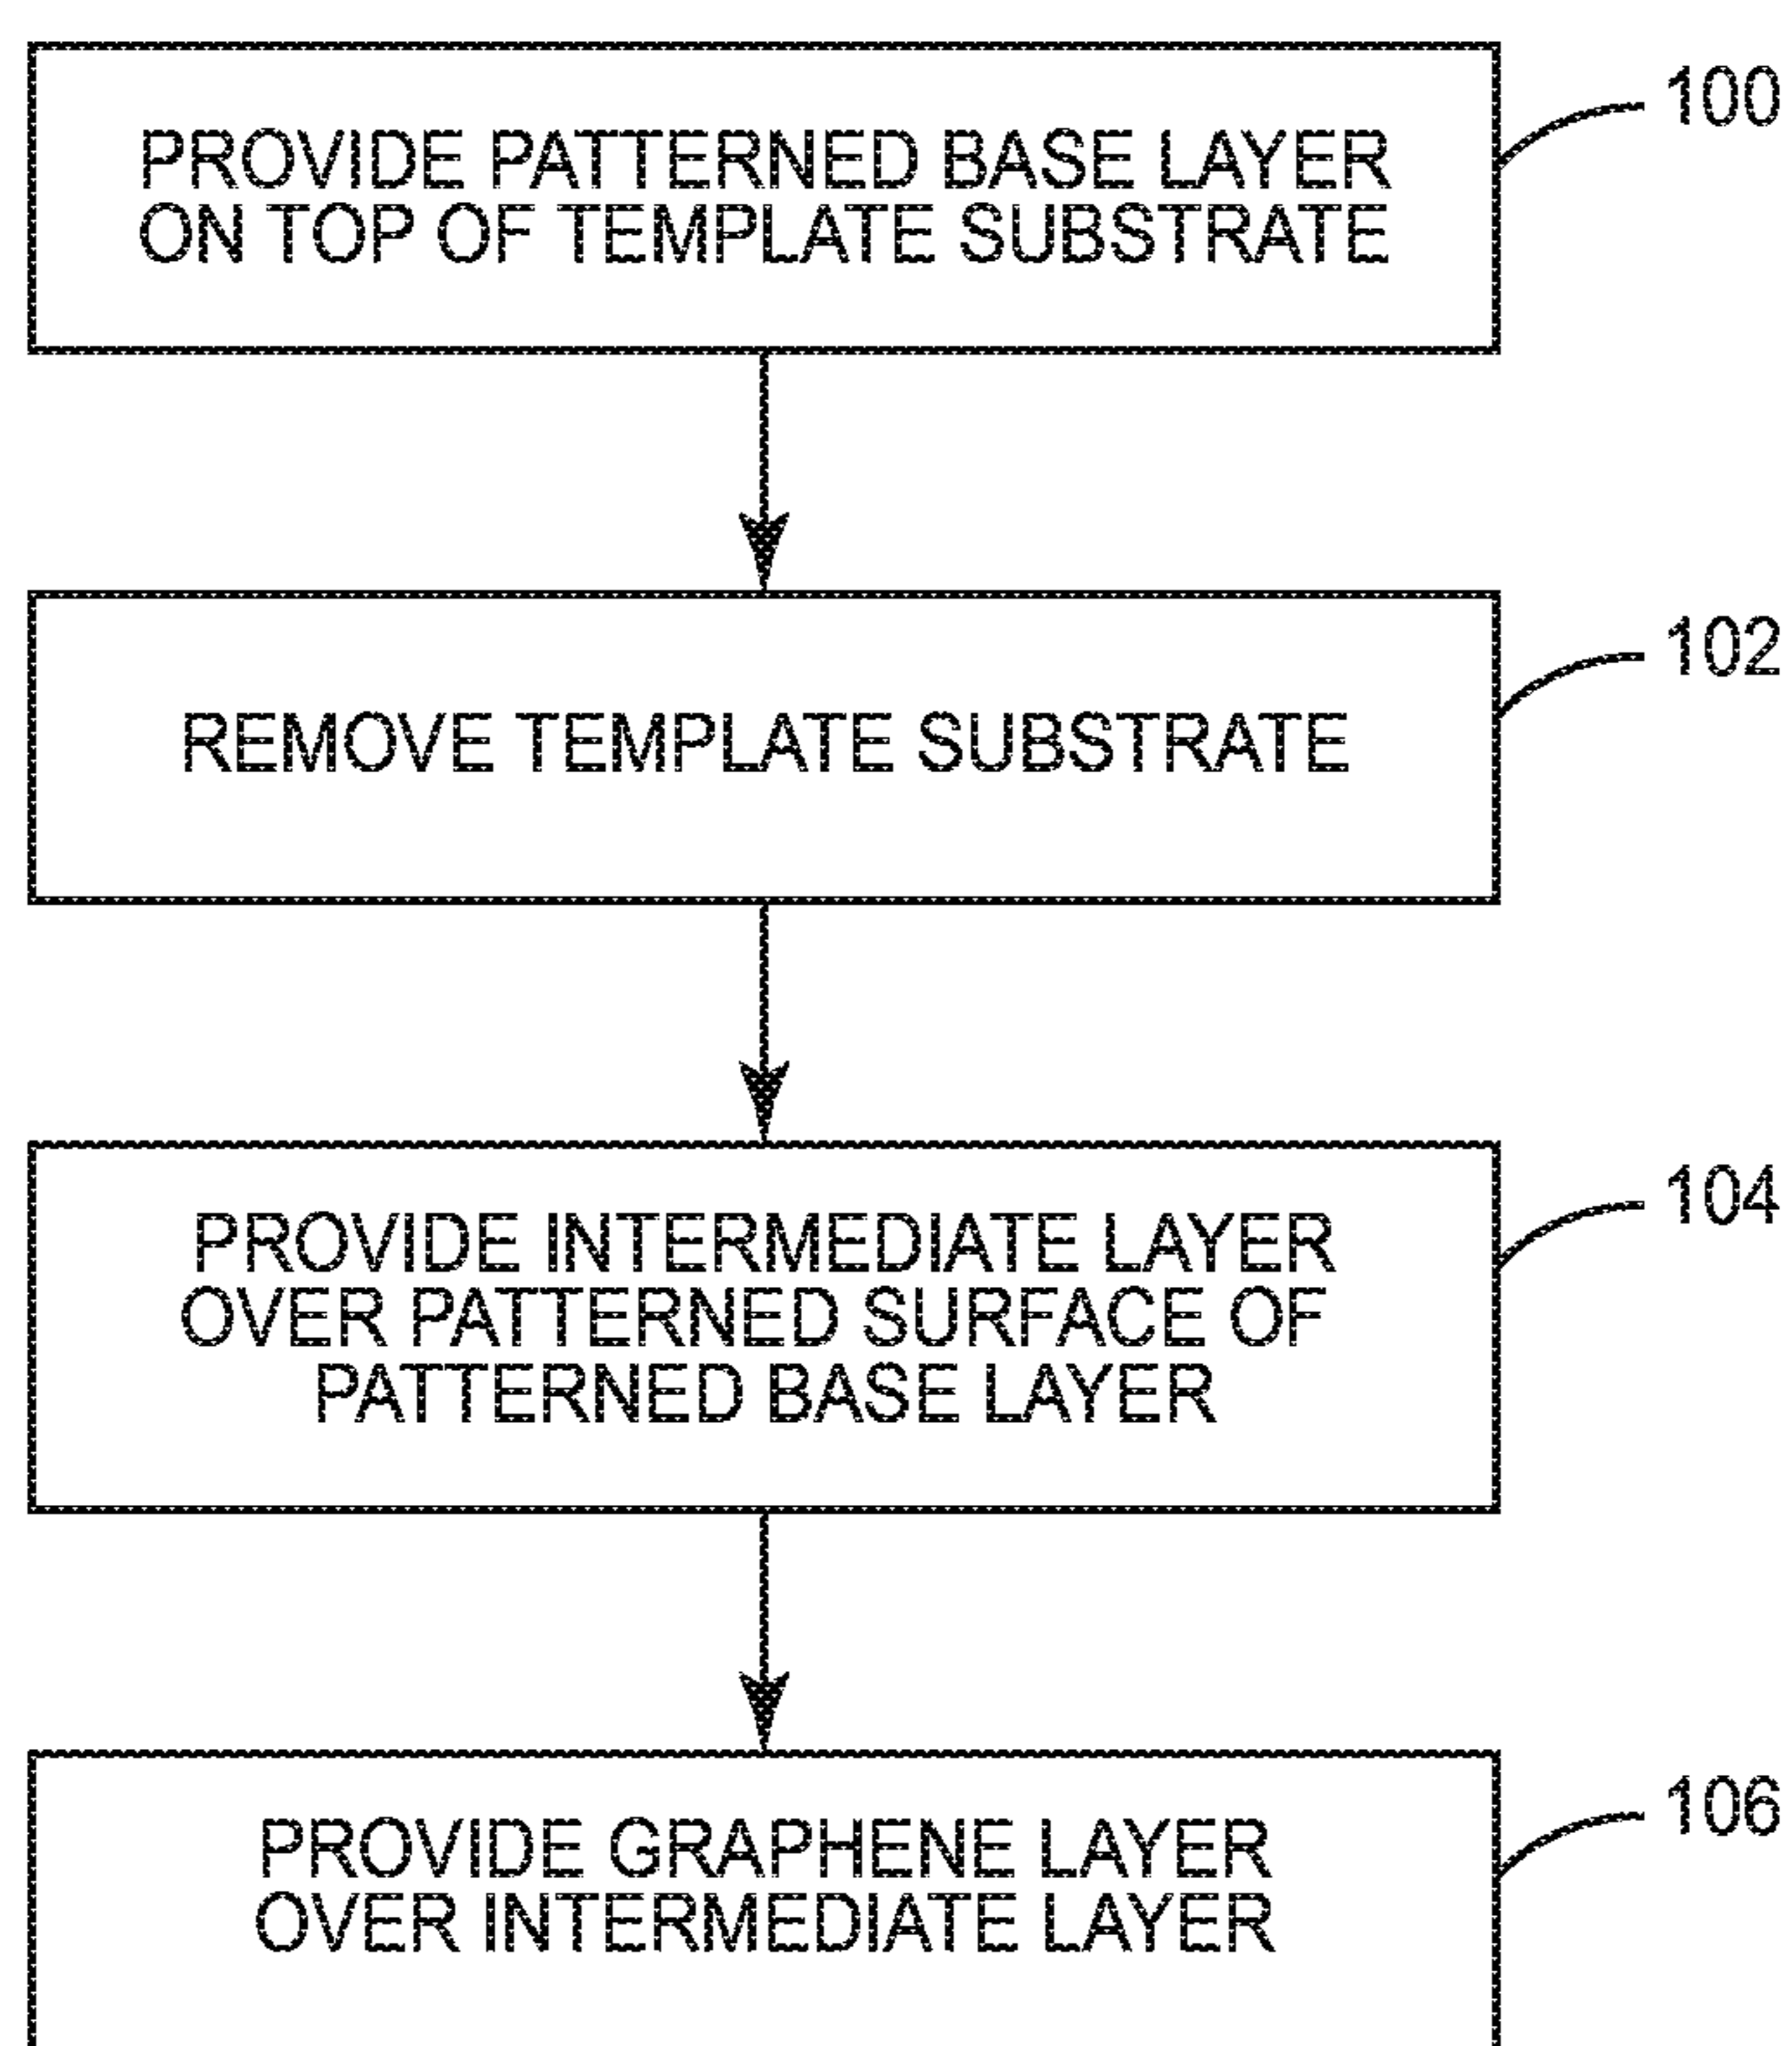 100
PROVIDE PATTERNED BASE LAYER
ON TOP OF TEMPLATE SUBSTRATE
102
REMOVE TEMPLATE SUBSTRATE
104
PROVIDE INTERMEDIATE LAYER
OVER PATTERNED SURFACE OF
PATTERNED BASE LAYER
106
PROVIDE GRAPHENE LAYER
OVER INTERMEDIATE LAYER